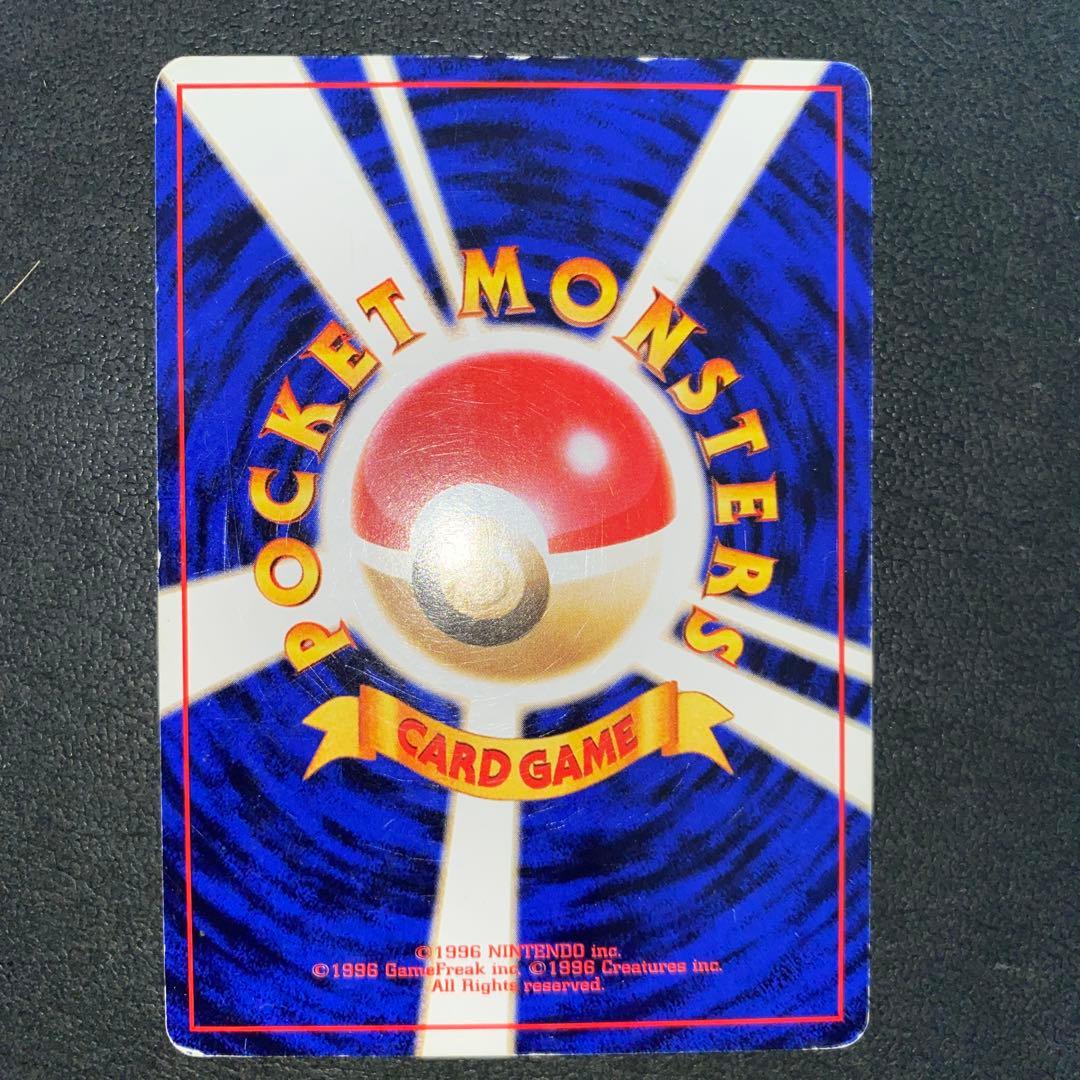 POCKET MONSTERS
CARD GAME
©1996 NINTENDO inc.
©1996 GameFreak inc. ©1996 Creatures inc.
All Rights reserved.